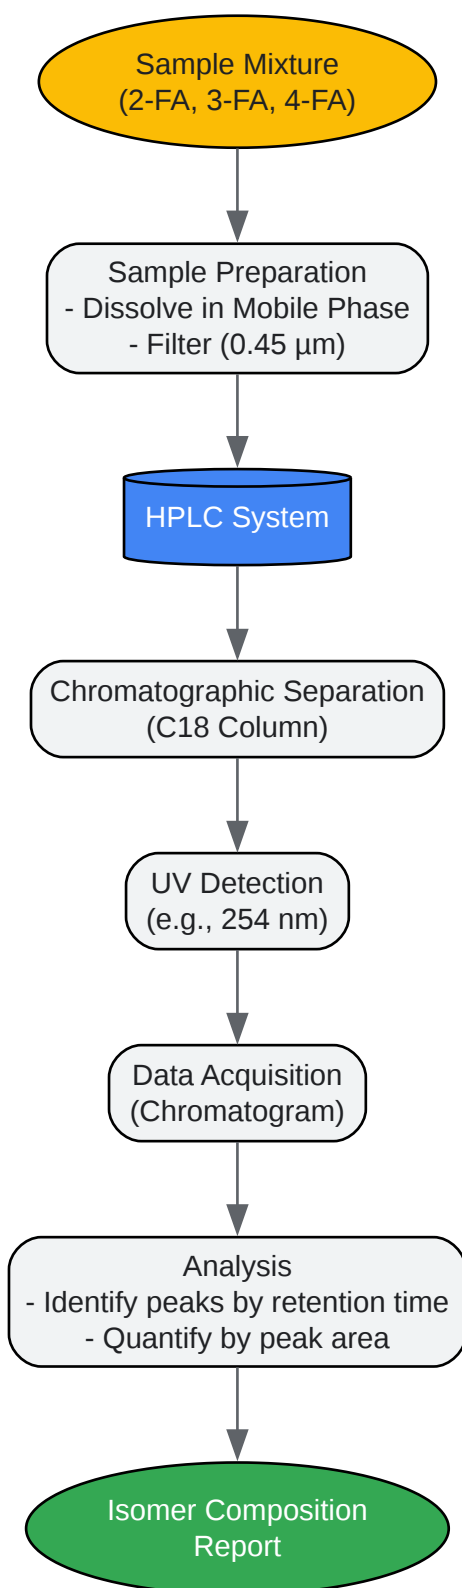 Sample Mixture
(2-FA, 3-FA, 4-FA)
Sample Preparation
- Dissolve in Mobile Phase
- Filter (0.45 µm)
HPLC System
Chromatographic Separation
(C18 Column)
UV Detection
(e.g., 254 nm)
Data Acquisition
(Chromatogram)
Analysis
- Identify peaks by retention time
- Quantify by peak area
Isomer Composition
Report